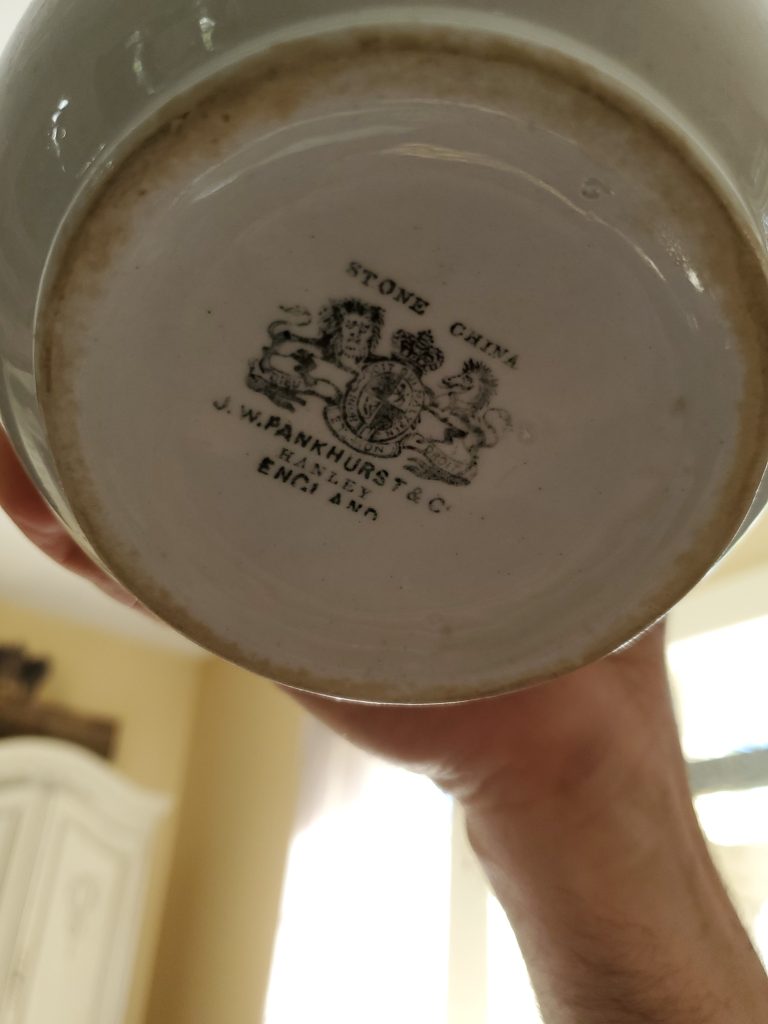 STONE CHINA
J. W. PANKHURST & Co.
HANLEY
ENGLAND